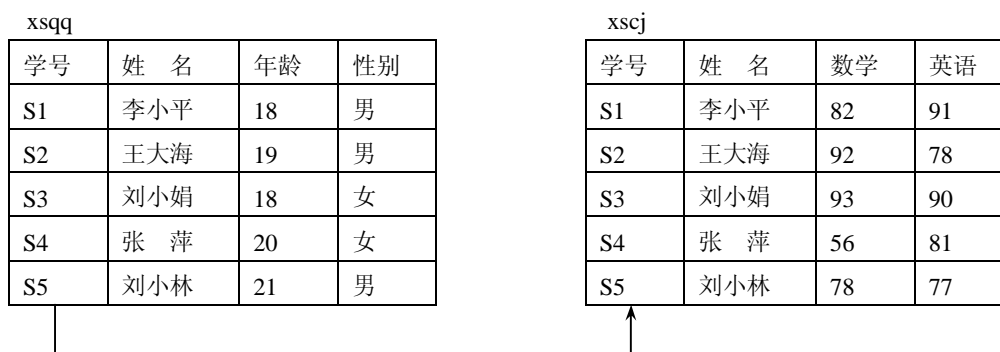 xsqq
学号 姓 名 年龄 性别
S1 李小平 18 男
S2 王大海 19 男
S3 刘小娟 18 女
S4 张 萍 20 女
S5 刘小林 21 男
xscj
学号 姓 名 数学 英语
S1 李小平 82 91
S2 王大海 92 78
S3 刘小娟 93 90
S4 张 萍 56 81
S5 刘小林 78 77